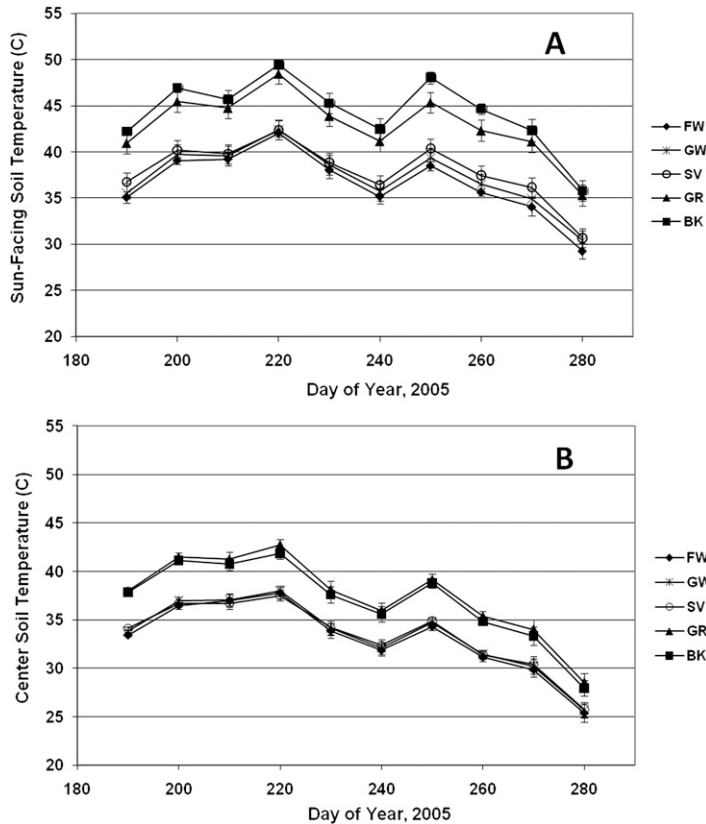 A
Sun-Facing Soil Temperature (C)
55
50
45
40
35
30
25
20
180
200
220
240
260
280
Day of Year, 2005
FW
GW
SV
GR
BK
B
Center Soil Temperature (C)
55
50
45
40
35
30
25
20
180
200
220
240
260
280
Day of Year, 2005
FW
GW
SV
GR
BK